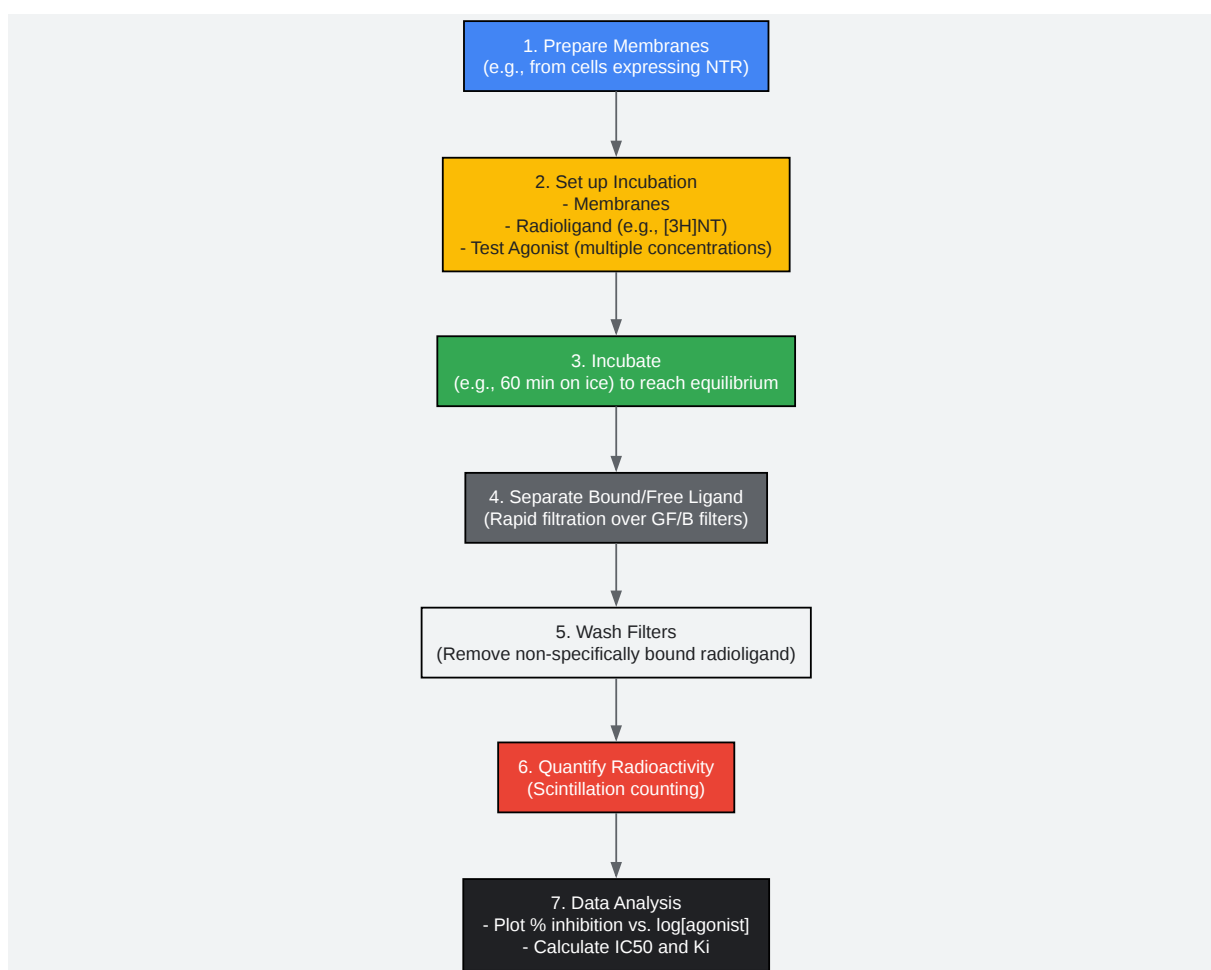 1. Prepare Membranes
(e.g., from cells expressing NTR)
2. Set up Incubation
- Membranes
- Radioligand (e.g., [3H]NT)
- Test Agonist (multiple concentrations)
3. Incubate
(e.g., 60 min on ice) to reach equilibrium
4. Separate Bound/Free Ligand
(Rapid filtration over GF/B filters)
5. Wash Filters
(Remove non-specifically bound radioligand)
6. Quantify Radioactivity
(Scintillation counting)
7. Data Analysis
- Plot % inhibition vs. log[agonist]
- Calculate IC50 and Ki